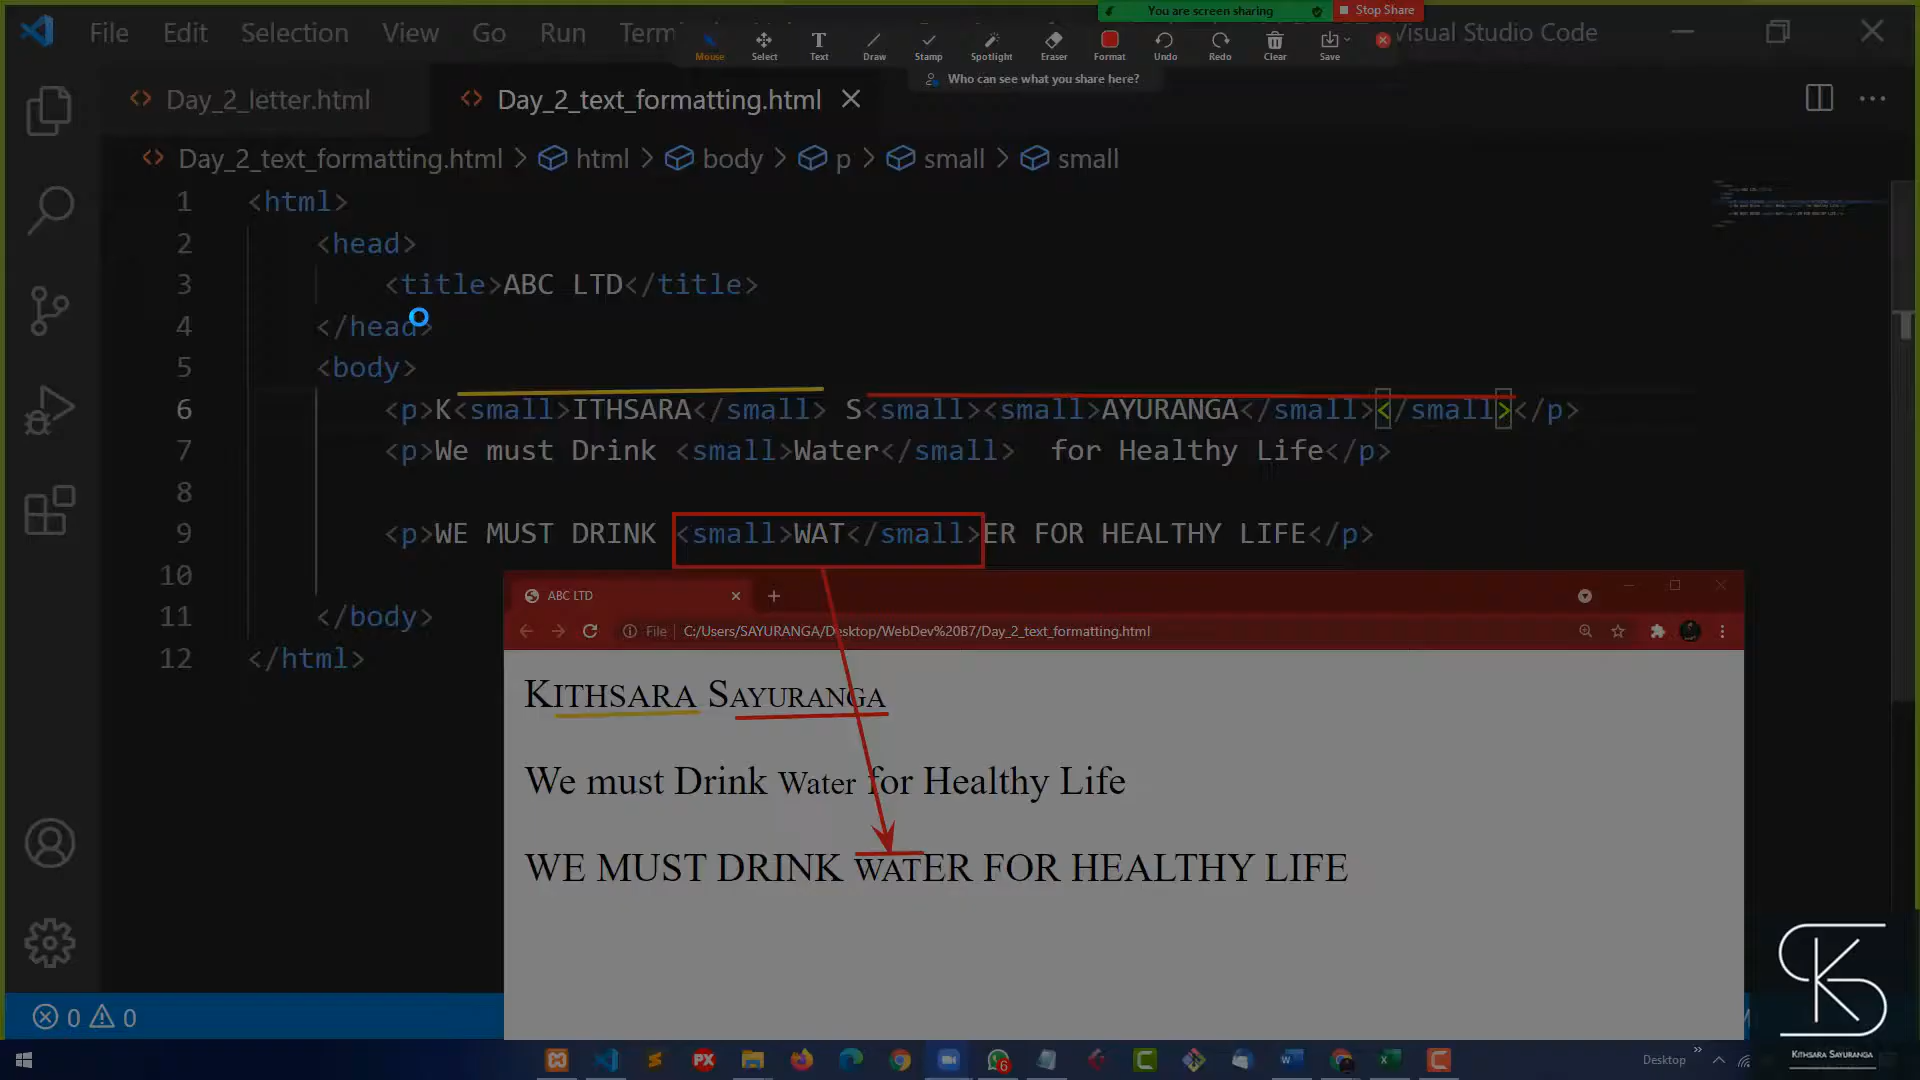 You are screen sharing Stop Share
File Edit Selection View Go Run Term Visual Studio Code
Mouse Select Text Draw Stamp Spotlight Eraser Format Undo Redo Clear Save
Who can see what you share here?
Day_2_letter.html Day_2_text_formatting.html
Day_2_text_formatting.html > html > body > p > small > small
1 <html>
2 <head>
3 <title>ABC LTD</title>
4 </head>
5 <body>
6 <p>K<small>ITHSARA</small> S<small><small>AYURANGA</small></small></p>
7 <p>We must Drink <small>Water</small> for Healthy Life</p>
8
9 <p>WE MUST DRINK <small>WAT</small>ER FOR HEALTHY LIFE</p>
10
11 </body>
12 </html>
ABC LTD
File C:/Users/SAYURANGA/Desktop/WebDev%20B7/Day_2_text_formatting.html
KITHSARA SAYURANGA
We must Drink Water for Healthy Life
WE MUST DRINK WATER FOR HEALTHY LIFE
0 0
KITHSARA SAYURANGA
6
Desktop